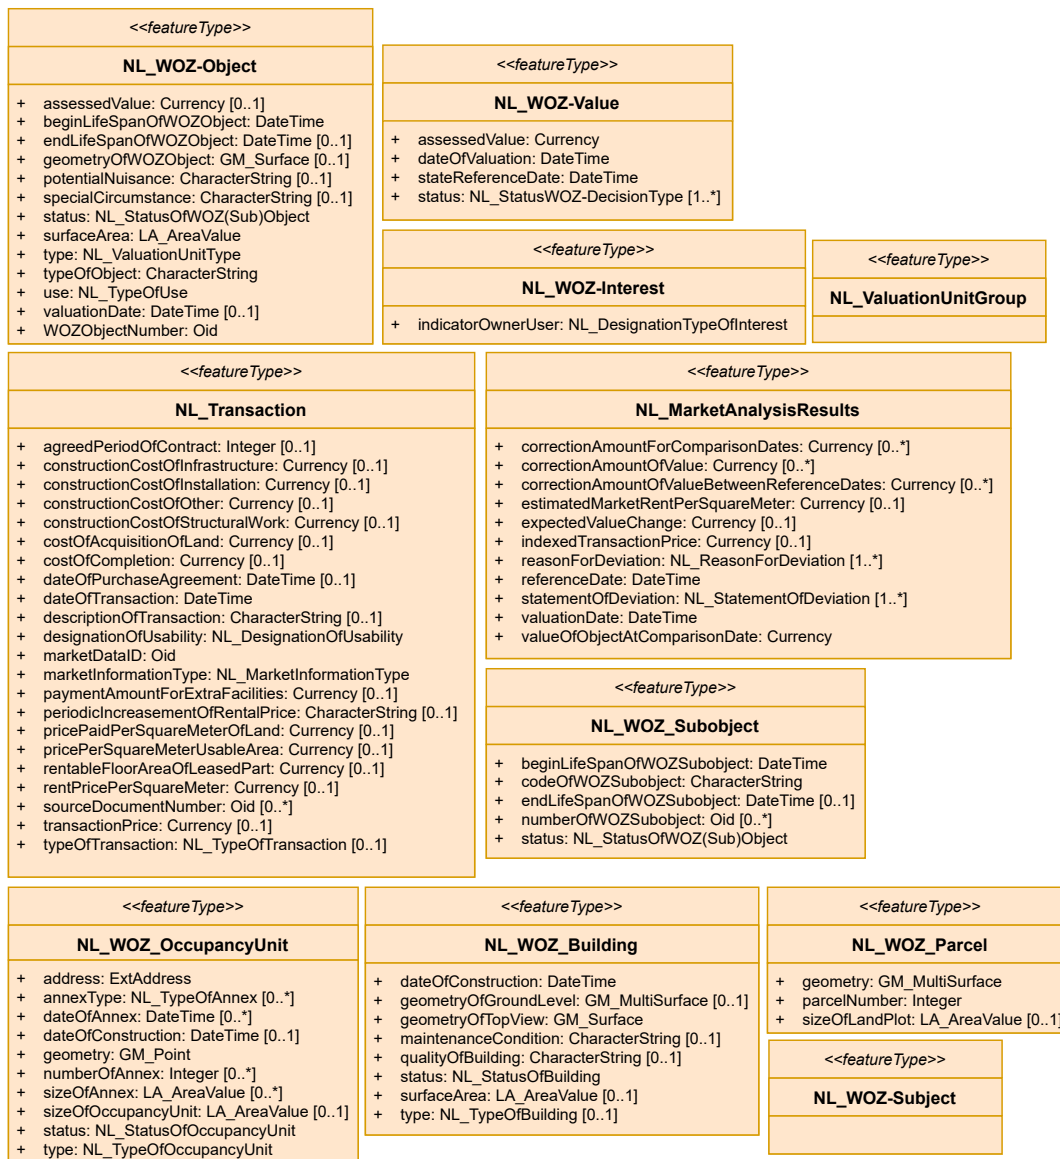 <<featureType>>
NL_WOZ-Object
+ assessedValue: Currency [0..1]
+ beginLifeSpanOfWOZObject: DateTime
+ endLifeSpanOfWOZObject: DateTime [0..1]
+ geometryOfWOZObject: GM_Surface [0..1]
+ potentialNuisance: CharacterString [0..1]
+ specialCircumstance: CharacterString [0..1]
+ status: NL_StatusOfWOZ(Sub)Object
+ surfaceArea: LA_AreaValue
+ type: NL_ValuationUnitType
+ typeOfObject: CharacterString
+ use: NL_TypeOfUse
+ valuationDate: DateTime [0..1]
+ WOZObjectNumber: Oid
<<featureType>>
NL_WOZ-Value
+ assessedValue: Currency
+ dateOfValuation: DateTime
+ stateReferenceDate: DateTime
+ status: NL_StatusWOZ-DecisionType [1..*]
<<featureType>>
NL_WOZ-Interest
+ indicatorOwnerUser: NL_DesignationTypeOfInterest
<<featureType>>
NL_ValuationUnitGroup
<<featureType>>
NL_Transaction
+ agreedPeriodOfContract: Integer [0..1]
+ constructionCostOfInfrastructure: Currency [0..1]
+ constructionCostOfInstallation: Currency [0..1]
+ constructionCostOfOther: Currency [0..1]
+ constructionCostOfStructuralWork: Currency [0..1]
+ costOfAcquisitionOfLand: Currency [0..1]
+ costOfCompletion: Currency [0..1]
+ dateOfPurchaseAgreement: DateTime [0..1]
+ dateOfTransaction: DateTime
+ descriptionOfTransaction: CharacterString [0..1]
+ designationOfUsability: NL_DesignationOfUsability
+ marketDataID: Oid
+ marketInformationType: NL_MarketInformationType
+ paymentAmountForExtraFacilities: Currency [0..1]
+ periodicIncreasementOfRentalPrice: CharacterString [0..1]
+ pricePaidPerSquareMeterOfLand: Currency [0..1]
+ pricePerSquareMeterUsableArea: Currency [0..1]
+ rentableFloorAreaOfLeasedPart: Currency [0..1]
+ rentPricePerSquareMeter: Currency [0..1]
+ sourceDocumentNumber: Oid [0..*]
+ transactionPrice: Currency [0..1]
+ typeOfTransaction: NL_TypeOfTransaction [0..1]
<<featureType>>
NL_MarketAnalysisResults
+ correctionAmountForComparisonDates: Currency [0..*]
+ correctionAmountOfValue: Currency [0..*]
+ correctionAmountOfValueBetweenReferenceDates: Currency [0..*]
+ estimatedMarketRentPerSquareMeter: Currency [0..1]
+ expectedValueChange: Currency [0..1]
+ indexedTransactionPrice: Currency [0..1]
+ reasonForDeviation: NL_ReasonForDeviation [1..*]
+ referenceDate: DateTime
+ statementOfDeviation: NL_StatementOfDeviation [1..*]
+ valuationDate: DateTime
+ valueOfObjectAtComparisonDate: Currency
<<featureType>>
NL_WOZ_Subobject
+ beginLifeSpanOfWOZSubobject: DateTime
+ codeOfWOZSubobject: CharacterString
+ endLifeSpanOfWOZSubobject: DateTime [0..1]
+ numberOfWOZSubobject: Oid [0..*]
+ status: NL_StatusOfWOZ(Sub)Object
<<featureType>>
NL_WOZ_OccupancyUnit
+ address: ExtAddress
+ annexType: NL_TypeOfAnnex [0..*]
+ dateOfAnnex: DateTime [0..*]
+ dateOfConstruction: DateTime [0..1]
+ geometry: GM_Point
+ numberOfAnnex: Integer [0..*]
+ sizeOfAnnex: LA_AreaValue [0..*]
+ sizeOfOccupancyUnit: LA_AreaValue [0..1]
+ status: NL_StatusOfOccupancyUnit
+ type: NL_TypeOfOccupancyUnit
<<featureType>>
NL_WOZ_Building
+ dateOfConstruction: DateTime
+ geometryOfGroundLevel: GM_MultiSurface [0..1]
+ geometryOfTopView: GM_Surface
+ maintenanceCondition: CharacterString [0..1]
+ qualityOfBuilding: CharacterString [0..1]
+ status: NL_StatusOfBuilding
+ surfaceArea: LA_AreaValue [0..1]
+ type: NL_TypeOfBuilding [0..1]
<<featureType>>
NL_WOZ_Parcel
+ geometry: GM_MultiSurface
+ parcelNumber: Integer
+ sizeOfLandPlot: LA_AreaValue [0..1]
<<featureType>>
NL_WOZ-Subject